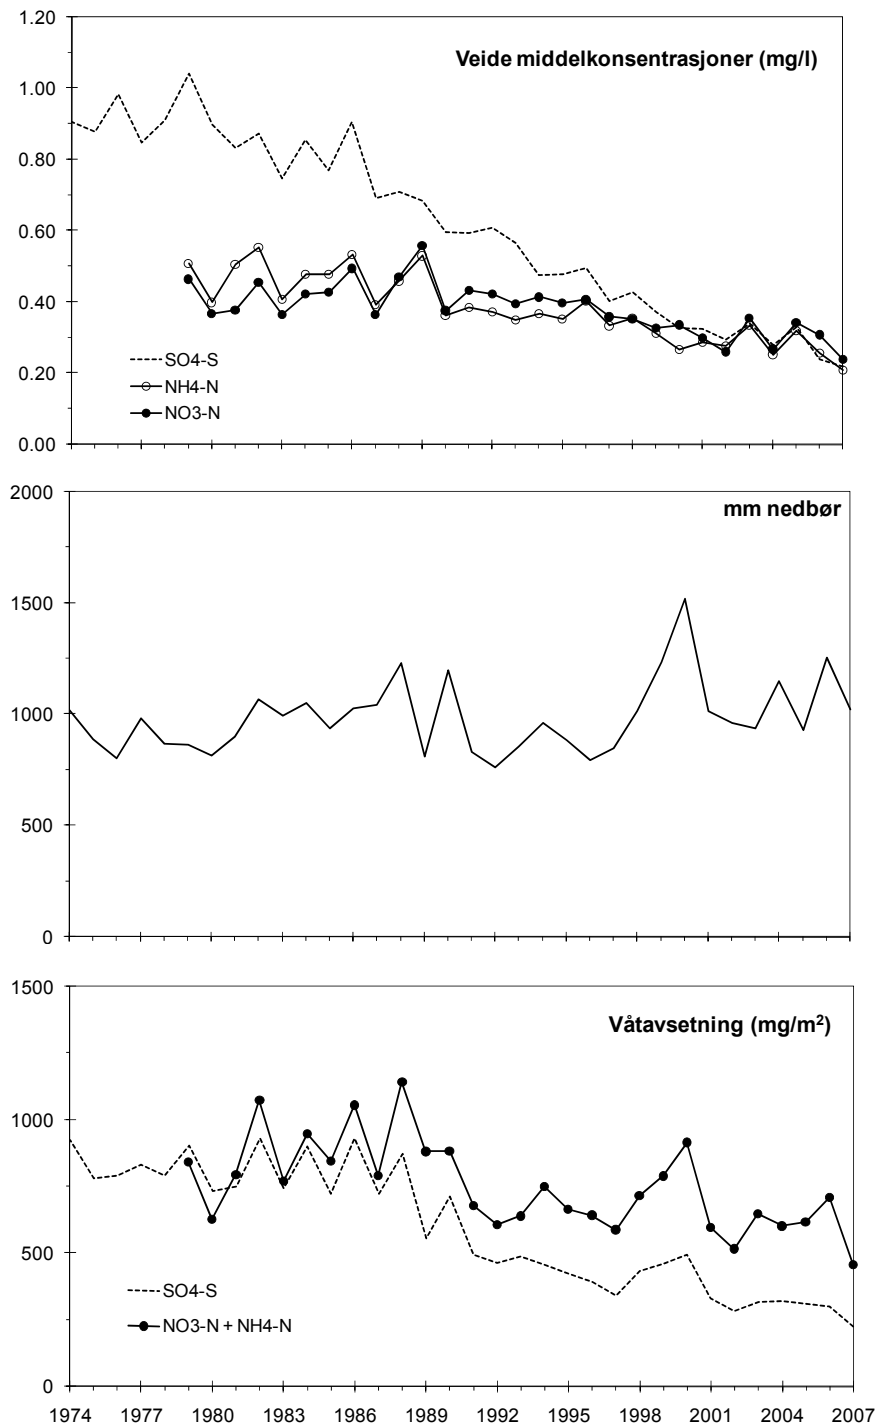 1.20
Veide middelkonsentrasjoner (mg/l)
1.00
0.80
0.60
0.40
SO4-S
0.20
NH4-N
NO3-N
0.00
2000
mm nedbør
1500
1000
500
0
1500
Våtavsetning (mg/m²)
1000
500
SO4-S
NO3-N + NH4-N
0
1974 1977 1980 1983 1986 1989 1992 1995 1998 2001 2004 2007